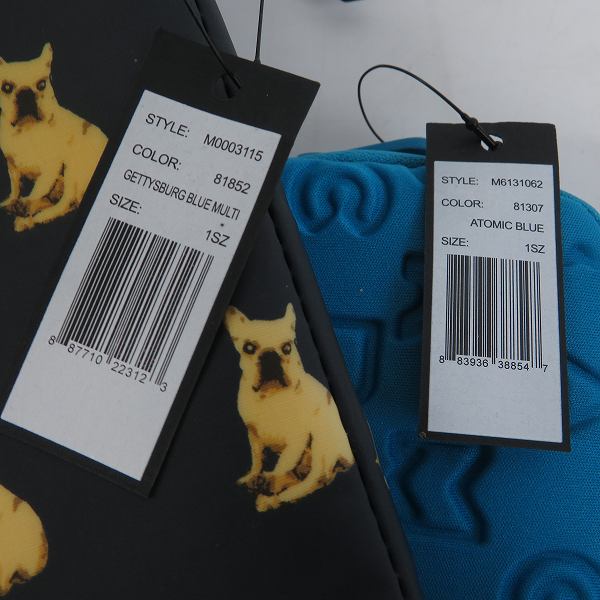 STYLE: M0003115
COLOR: 81852
GETTYSBURG BLUE MULTI
SIZE: 1SZ
8 87710 22312 3
STYLE: M6131062
COLOR: 81307
ATOMIC BLUE
SIZE: 1SZ
8 83936 38854 7